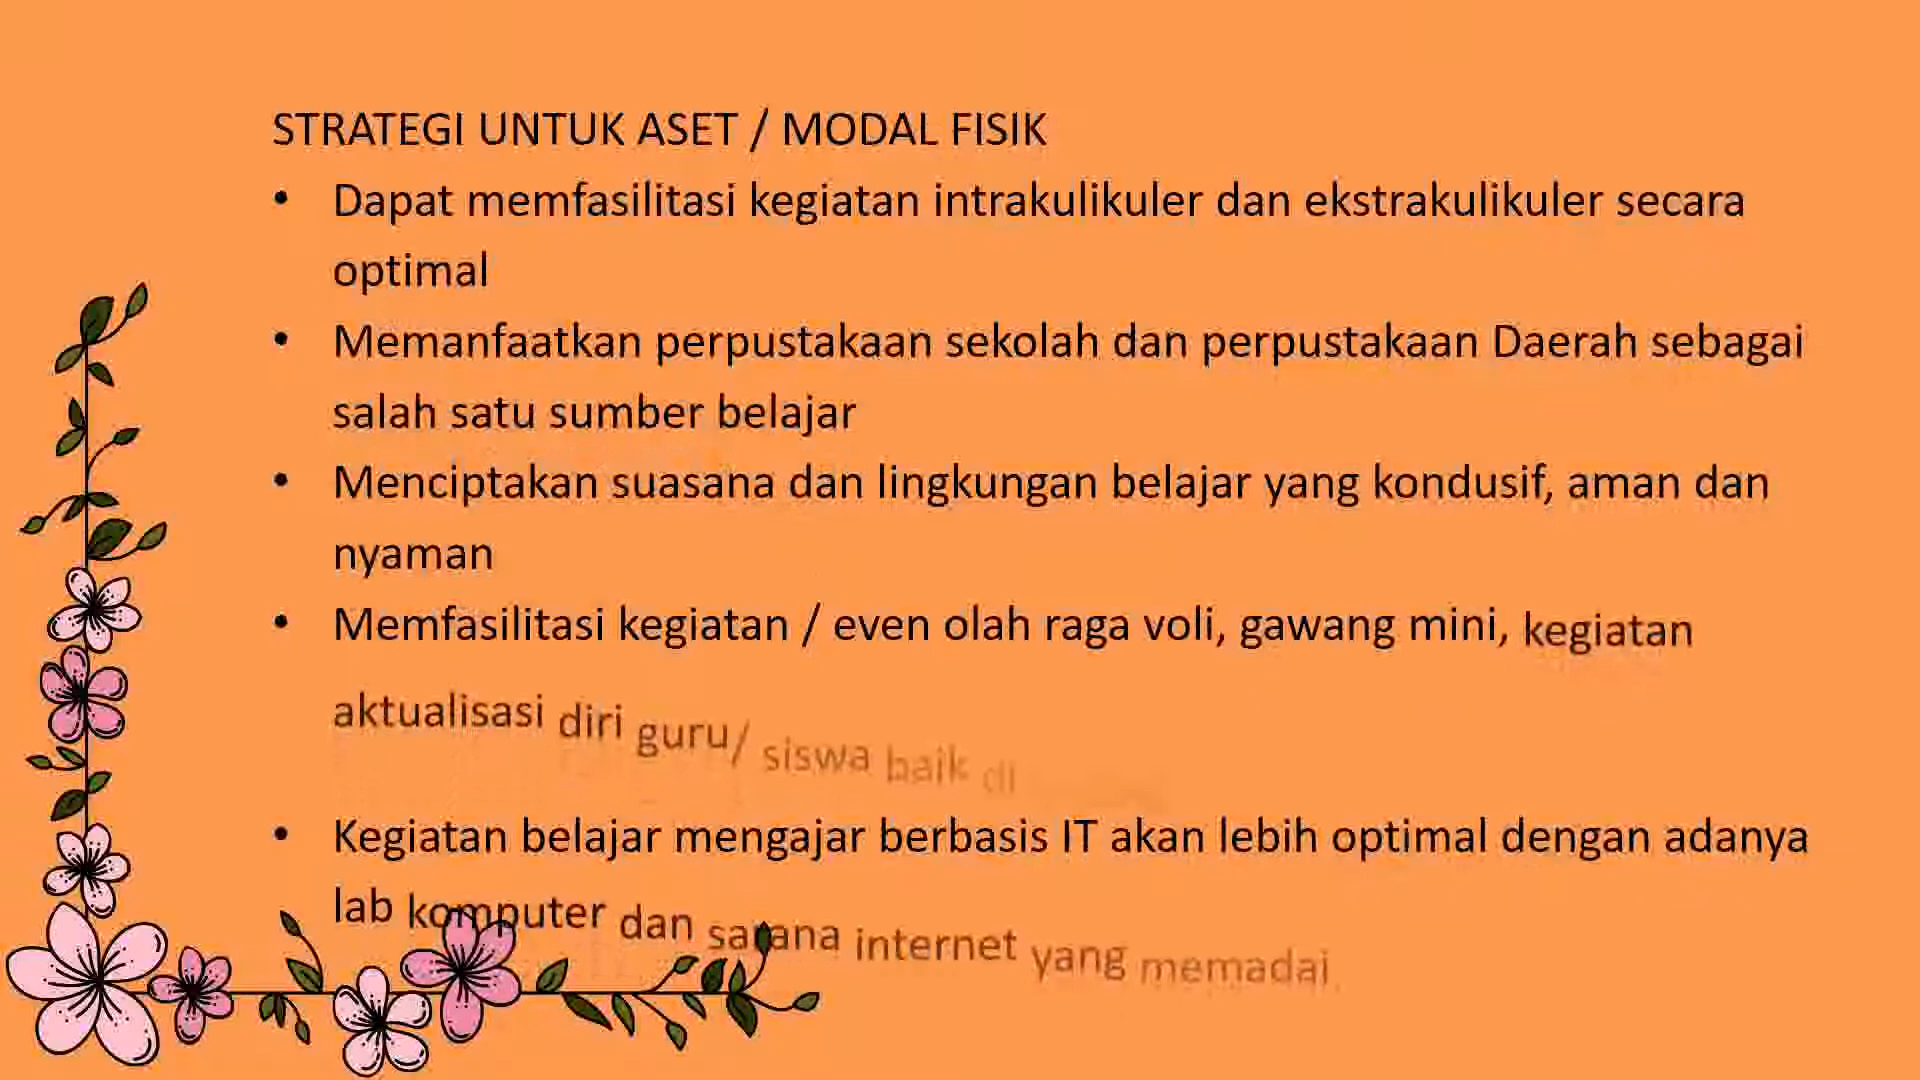 STRATEGI UNTUK ASET / MODAL FISIK
• Dapat memfasilitasi kegiatan intrakulikuler dan ekstrakulikuler secara
optimal
• Memanfaatkan perpustakaan sekolah dan perpustakaan Daerah sebagai
salah satu sumber belajar
• Menciptakan suasana dan lingkungan belajar yang kondusif, aman dan
nyaman
• Memfasilitasi kegiatan / even olah raga voli, gawang mini, kegiatan
aktualisasi diri guru/ siswa baik di
• Kegiatan belajar mengajar berbasis IT akan lebih optimal dengan adanya
lab komputer dan sarana internet yang memadai